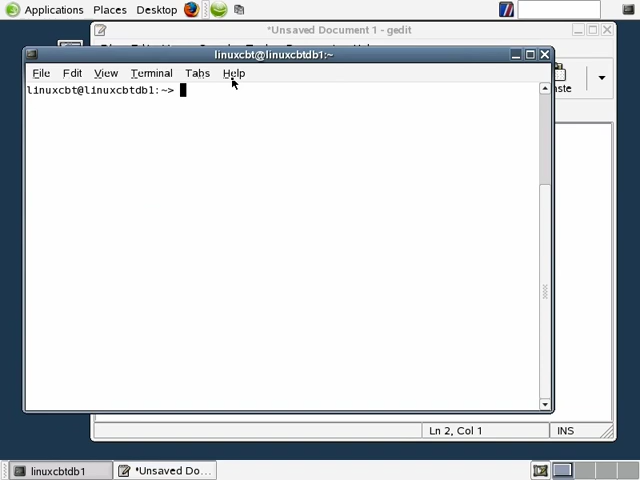 Applications Places Desktop
*Unsaved Document 1 - gedit
linuxcbt@linuxcbtdb1:~
File Edit View Terminal Tabs Help
linuxcbt@linuxcbtdb1:~>
Ln 2, Col 1 INS
linuxcbtdb1 *Unsaved Do...